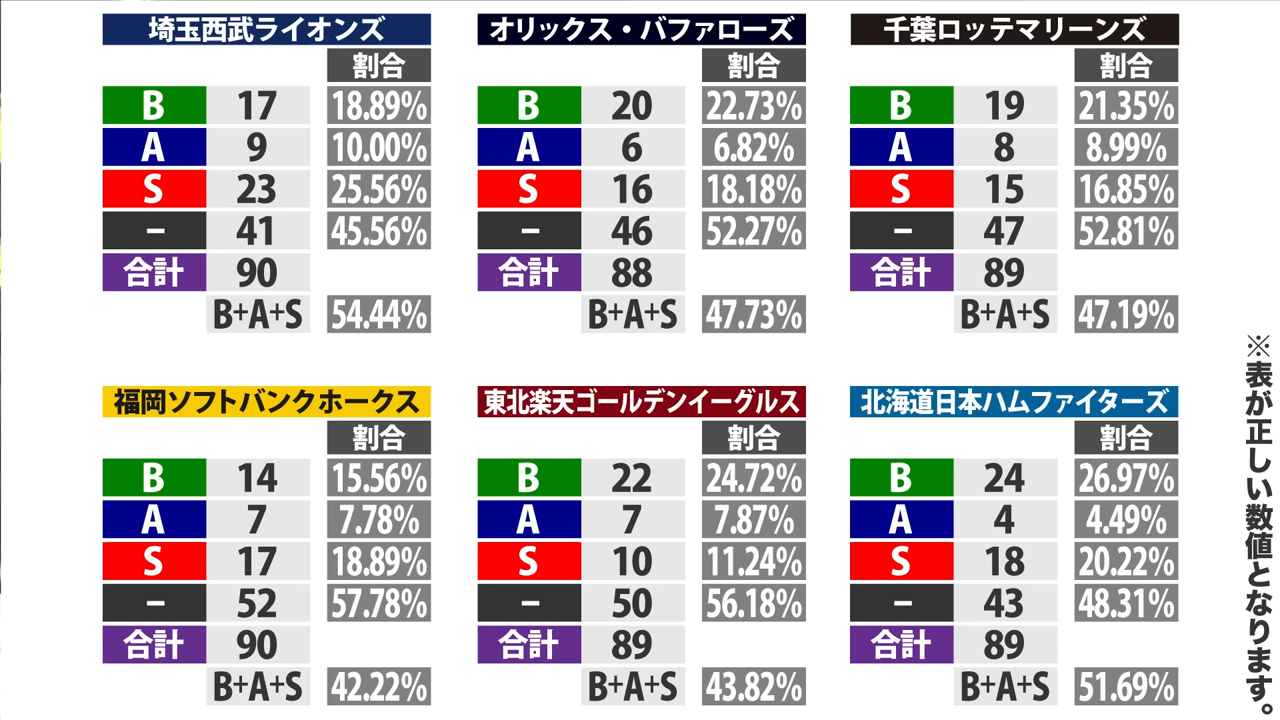 埼玉西武ライオンズ
割合
B 17 18.89%
A 9 10.00%
S 23 25.56%
− 41 45.56%
合計 90
B+A+S 54.44%
オリックス・バファローズ
割合
B 20 22.73%
A 6 6.82%
S 16 18.18%
− 46 52.27%
合計 88
B+A+S 47.73%
千葉ロッテマリーンズ
割合
B 19 21.35%
A 8 8.99%
S 15 16.85%
− 47 52.81%
合計 89
B+A+S 47.19%
福岡ソフトバンクホークス
割合
B 14 15.56%
A 7 7.78%
S 17 18.89%
− 52 57.78%
合計 90
B+A+S 42.22%
東北楽天ゴールデンイーグルス
割合
B 22 24.72%
A 7 7.87%
S 10 11.24%
− 50 56.18%
合計 89
B+A+S 43.82%
北海道日本ハムファイターズ
割合
B 24 26.97%
A 4 4.49%
S 18 20.22%
− 43 48.31%
合計 89
B+A+S 51.69%
※表が正しい数値となります。